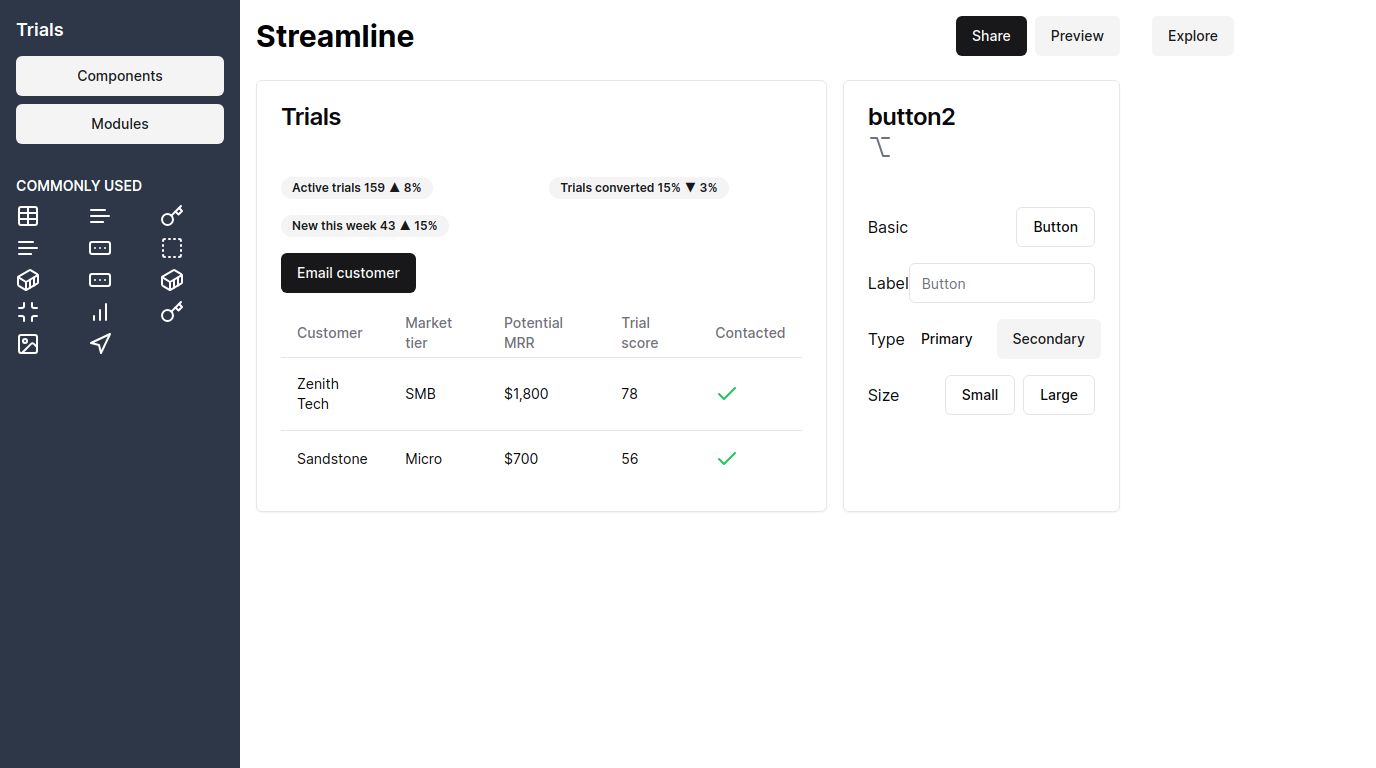 Trials
Components
Modules
COMMONLY USED
Streamline
Share
Preview
Explore
Trials
Active trials 159 ▲ 8%
Trials converted 15% ▼ 3%
New this week 43 ▲ 15%
Email customer
Customer
Market
tier
Potential
MRR
Trial
score
Contacted
Zenith
Tech
SMB
$1,800
78
Sandstone
Micro
$700
56
button2
Basic
Button
Label
Button
Type
Primary
Secondary
Size
Small
Large